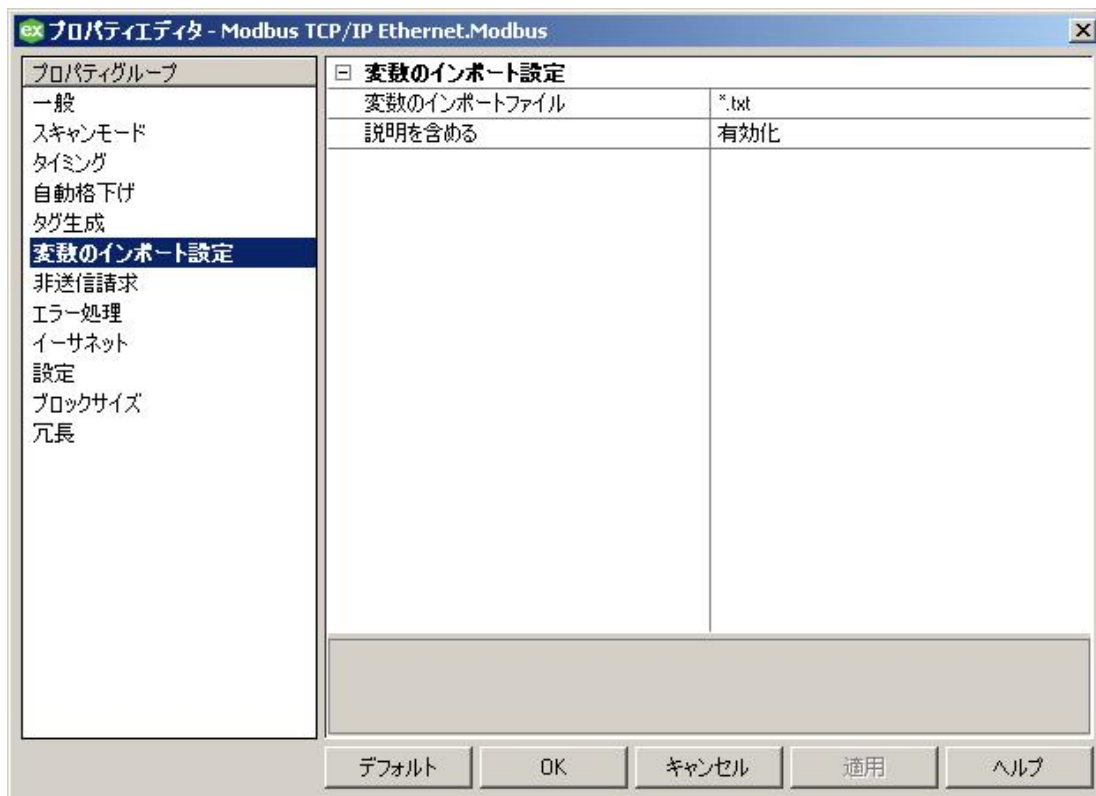 ex プロパティエディタ - Modbus TCP/IP Ethernet.Modbus
プロパティグループ
一般
スキャンモード
タイミング
自動格下げ
タグ生成
変数のインポート設定
非送信請求
エラー処理
イーサネット
設定
ブロックサイズ
冗長
変数のインポート設定
変数のインポートファイル *.txt
説明を含める 有効化
デフォルト OK キャンセル 適用 ヘルプ